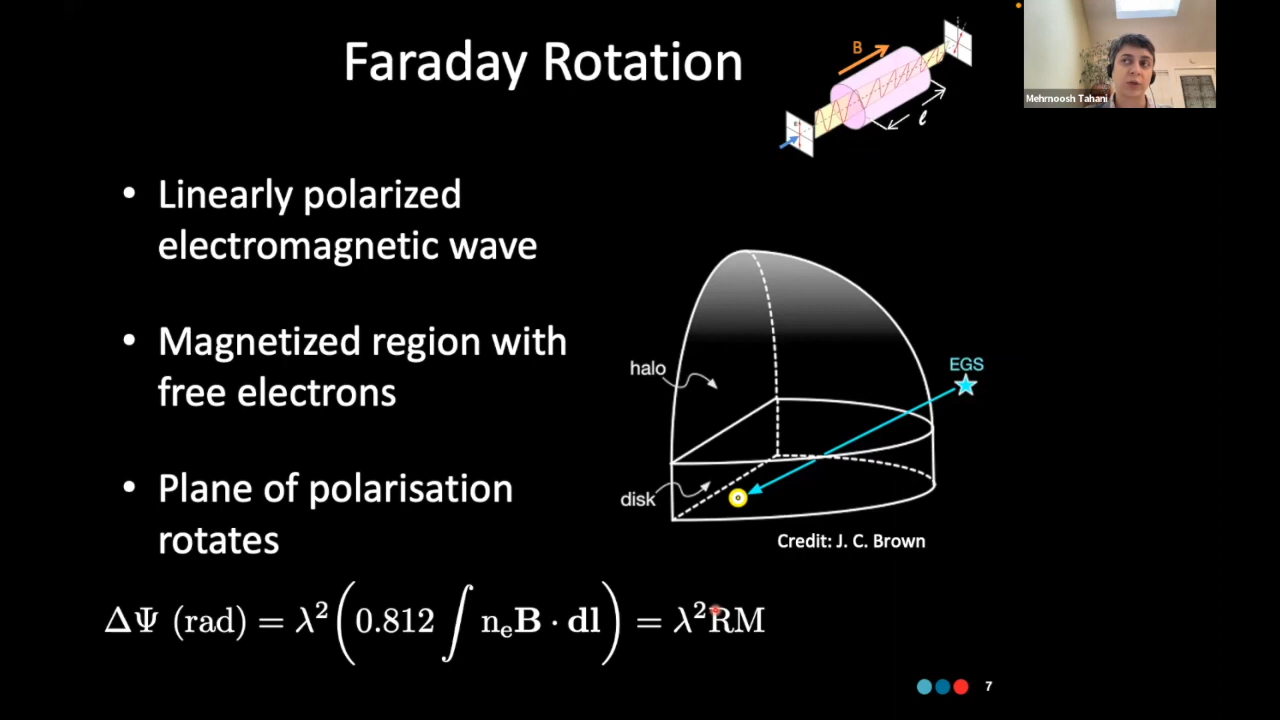 Faraday Rotation
B
ℓ
Mehrnoosh Tahani
• Linearly polarized
electromagnetic wave
• Magnetized region with
free electrons
• Plane of polarisation
rotates
halo
EGS
disk
Credit: J. C. Brown
ΔΨ (rad) = λ² ( 0.812 ∫ nₑB · dl ) = λ²RM
7